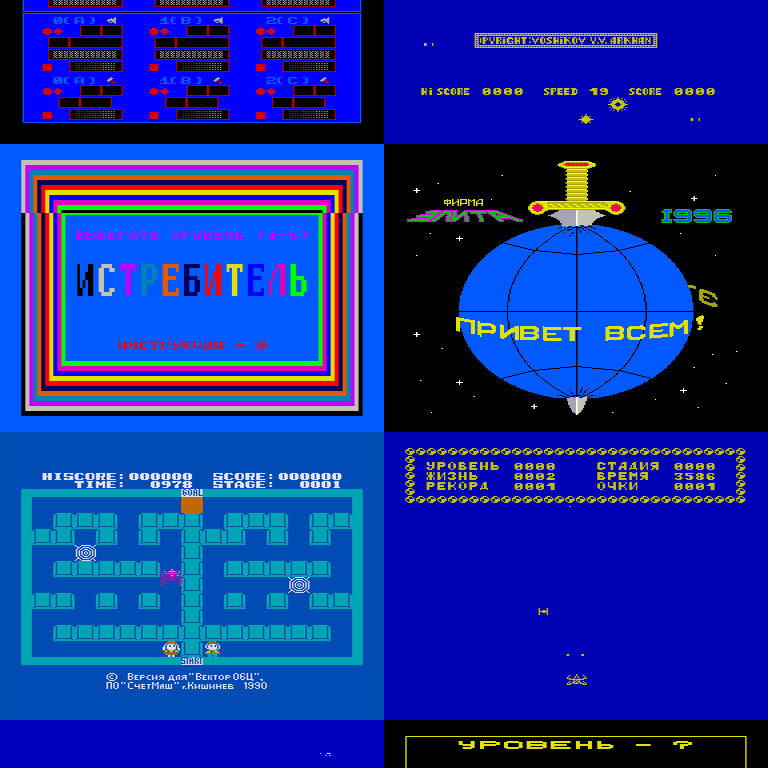 0(A) 1(B) 2(C)
0(A) 1(B) 2(C)
HI SCORE 0000 SPEED 19 SCORE 0000
ВЫБЕРИТЕ УРОВЕНЬ (1-5)
ИСТРЕБИТЕЛЬ
ИНСТРУКЦИЯ - И
ФИРМА
ЭЛИТА
1996
ПРИВЕТ ВСЕМ!
HISCORE:000000 SCORE:000000
TIME: 0978 STAGE: 0001
GOAL
START
© Версия для "Вектор 06Ц",
ПО "СчетМаш" г.Кишинев 1990
УРОВЕНЬ 0000 СТАДИЯ 0000
ЖИЗНЬ 0002 ВРЕМЯ 3586
РЕКОРД 0001 ОЧКИ 0001
УРОВЕНЬ - ?